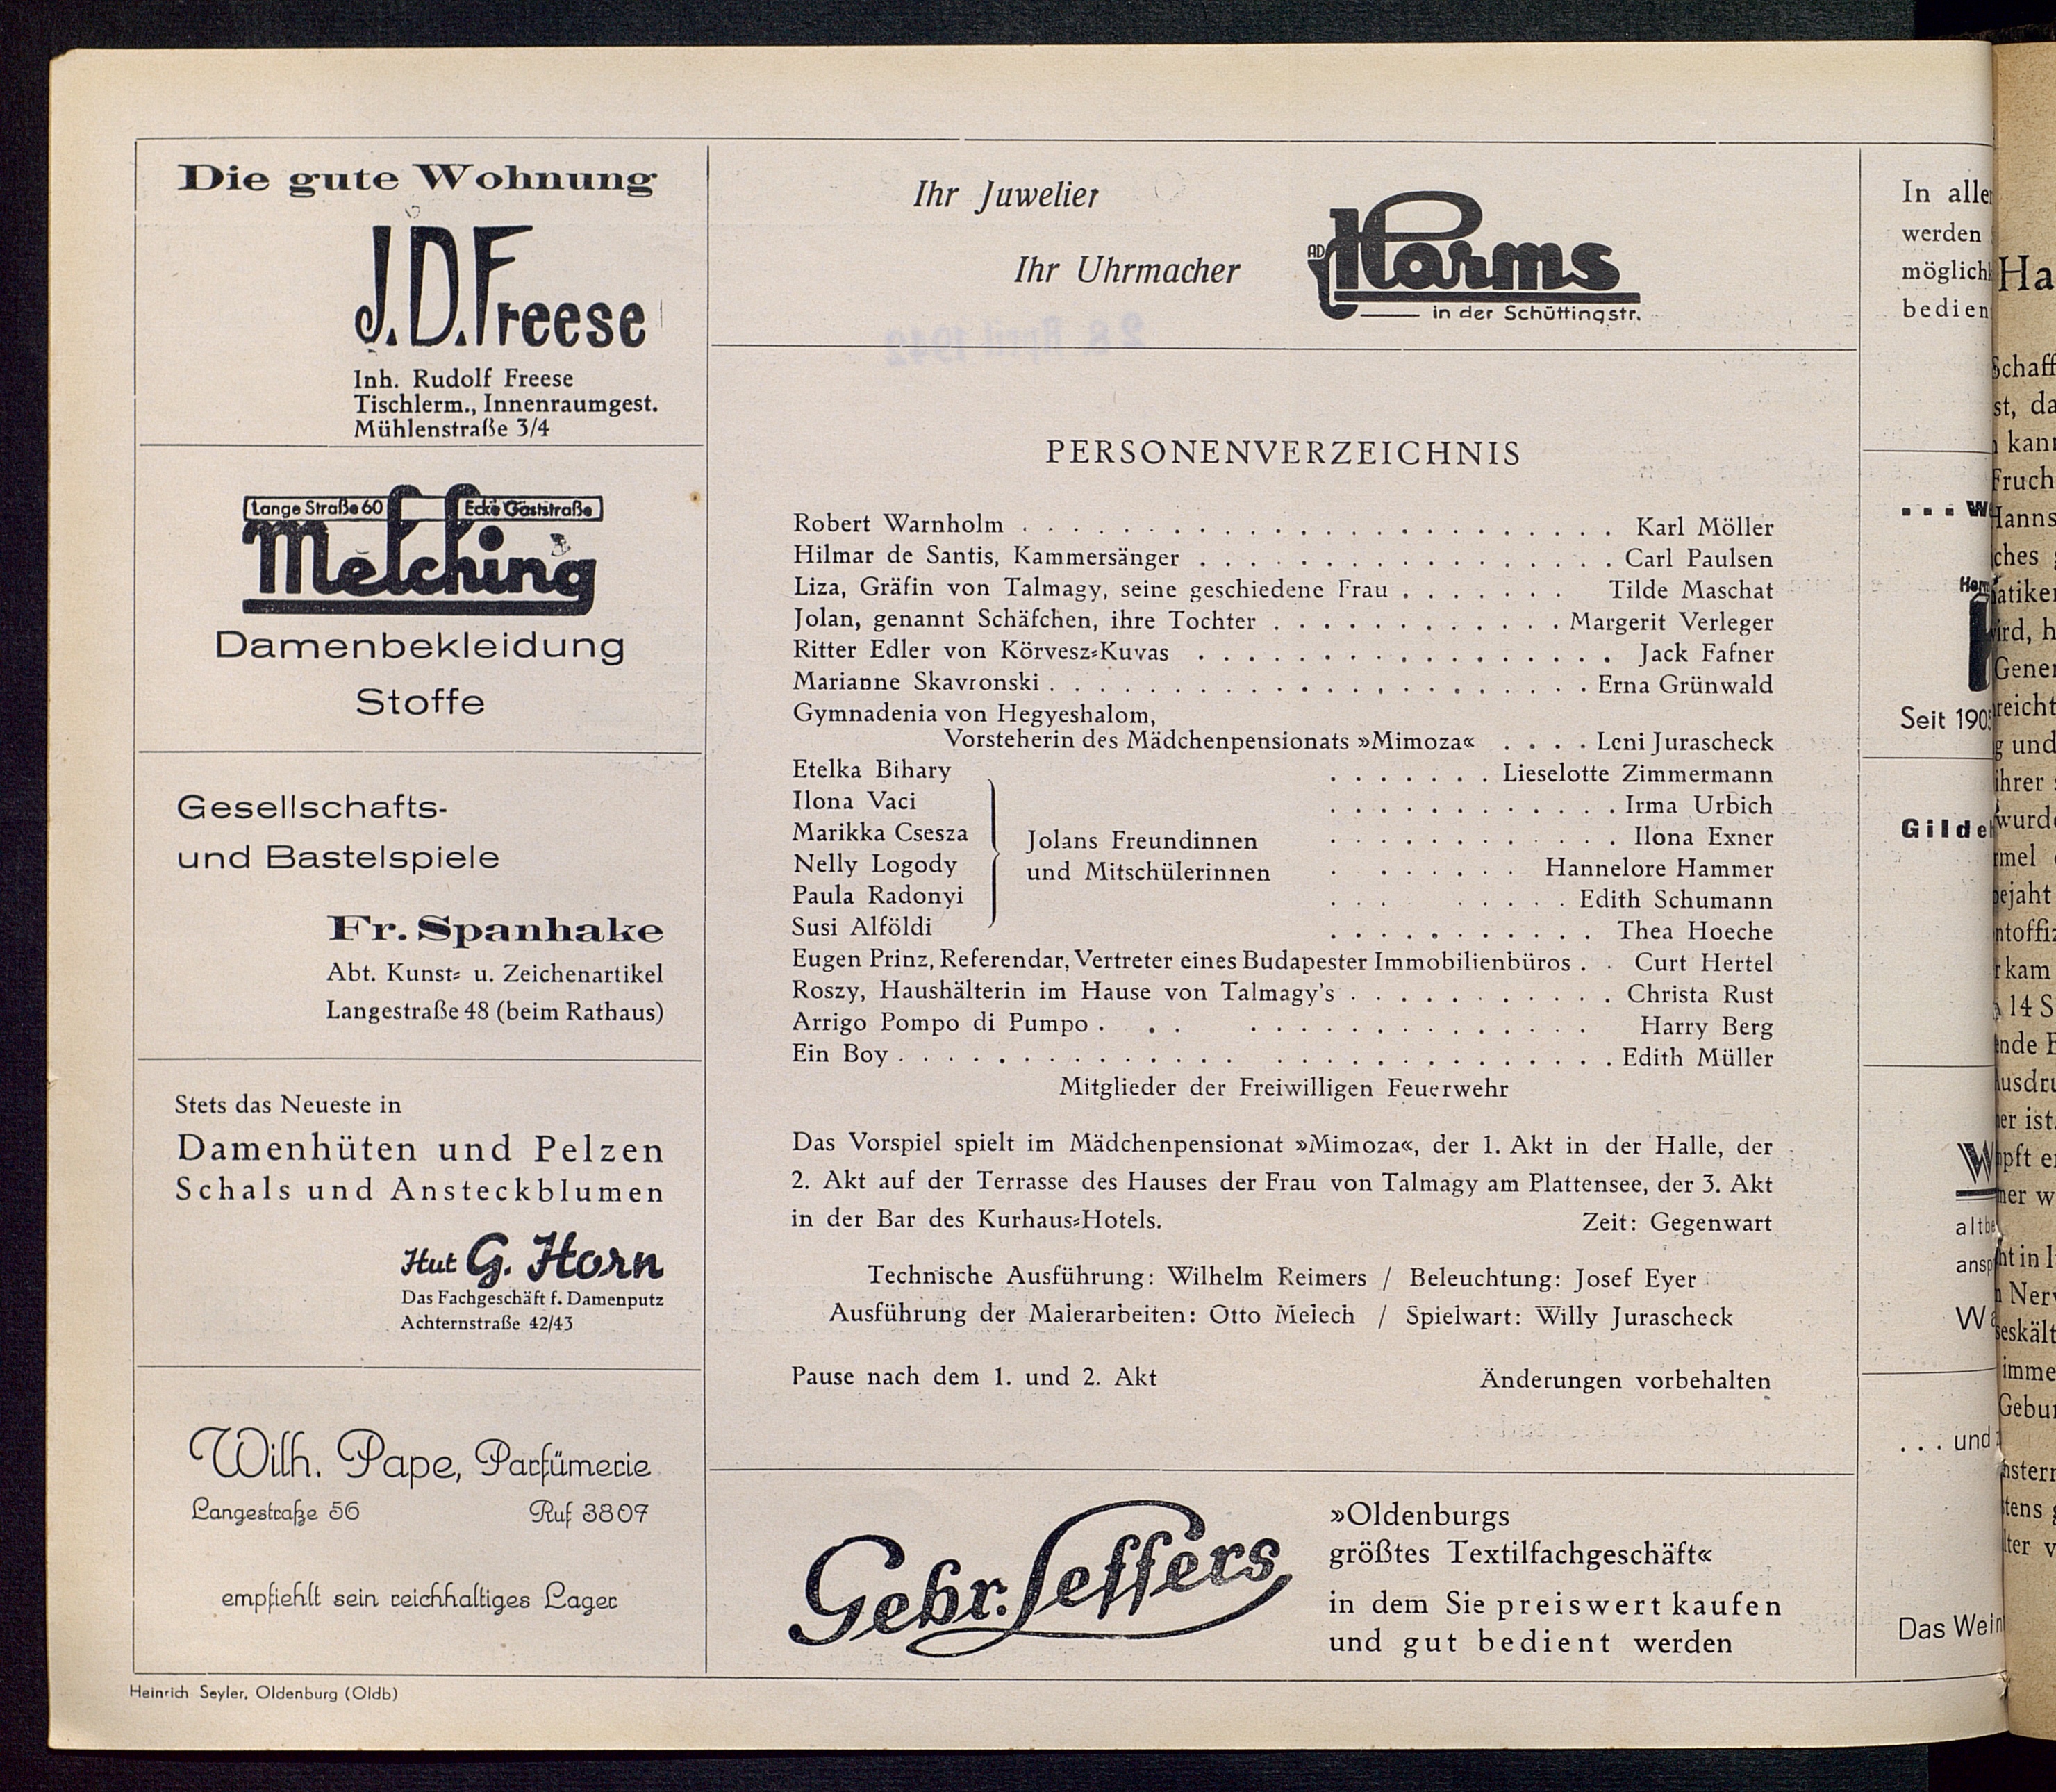 Die gute Wohnung
J.D.Freese
Inh. Rudolf Freese
Tischlerm., Innenraumgest.
Mühlenstraße 3/4
Lange Straße 60 Ecke Gaststraße
Melching
Damenbekleidung
Stoffe
Gesellschafts-
und Bastelspiele
Fr. Spanhake
Abt. Kunst- u. Zeichenartikel
Langestraße 48 (beim Rathaus)
Stets das Neueste in
Damenhüten und Pelzen
Schals und Ansteckblumen
Hut G. Horn
Das Fachgeschäft f. Damenputz
Achternstraße 42/43
Wilh. Pape, Parfümerie
Langestraße 56 Ruf 3807
empfiehlt sein reichhaltiges Lager
Heinrich Seyler, Oldenburg (Oldb)
Ihr Juwelier
Ihr Uhrmacher
AD Harms
in der Schüttingstr.
28. April 1942
PERSONENVERZEICHNIS
Robert Warnholm . . . . . . . . . . . . . . . . . . . . Karl Möller
Hilmar de Santis, Kammersänger . . . . . . . . . . . . . . . . Carl Paulsen
Liza, Gräfin von Talmagy, seine geschiedene Frau . . . . . . . Tilde Maschat
Jolan, genannt Schäfchen, ihre Tochter . . . . . . . . . . . . Margerit Verleger
Ritter Edler von Körvesz-Kuvas . . . . . . . . . . . . . . . . Jack Fafner
Marianne Skavronski . . . . . . . . . . . . . . . . . . . . . Erna Grünwald
Gymnadenia von Hegyeshalom,
Vorsteherin des Mädchenpensionats »Mimoza« . . . . Leni Jurascheck
Etelka Bihary . . . . . . . Lieselotte Zimmermann
Ilona Vaci . . . . . . . . . . . . Irma Urbich
Marikka Csesza . . . . . . . . . . . . Ilona Exner
Jolans Freundinnen
Nelly Logody . . . . . . . Hannelore Hammer
und Mitschülerinnen
Paula Radonyi . . . . . . . . . Edith Schumann
Susi Alföldi . . . . . . . . . . . Thea Hoeche
Eugen Prinz, Referendar, Vertreter eines Budapester Immobilienbüros . . Curt Hertel
Roszy, Haushälterin im Hause von Talmagy's . . . . . . . . . . . Christa Rust
Arrigo Pompo di Pumpo . . . . . . . . . . . . . . . . . Harry Berg
Ein Boy . . . . . . . . . . . . . . . . . . . . . . . . . . Edith Müller
Mitglieder der Freiwilligen Feuerwehr
Das Vorspiel spielt im Mädchenpensionat »Mimoza«, der 1. Akt in der Halle, der
2. Akt auf der Terrasse des Hauses der Frau von Talmagy am Plattensee, der 3. Akt
in der Bar des Kurhaus-Hotels. Zeit: Gegenwart
Technische Ausführung: Wilhelm Reimers / Beleuchtung: Josef Eyer
Ausführung der Malerarbeiten: Otto Melech / Spielwart: Willy Jurascheck
Pause nach dem 1. und 2. Akt Änderungen vorbehalten
Gebr. Leffers
»Oldenburgs
größtes Textilfachgeschäft«
in dem Sie preiswert kaufen
und gut bedient werden
In
werden
Seit
. . . und
Das